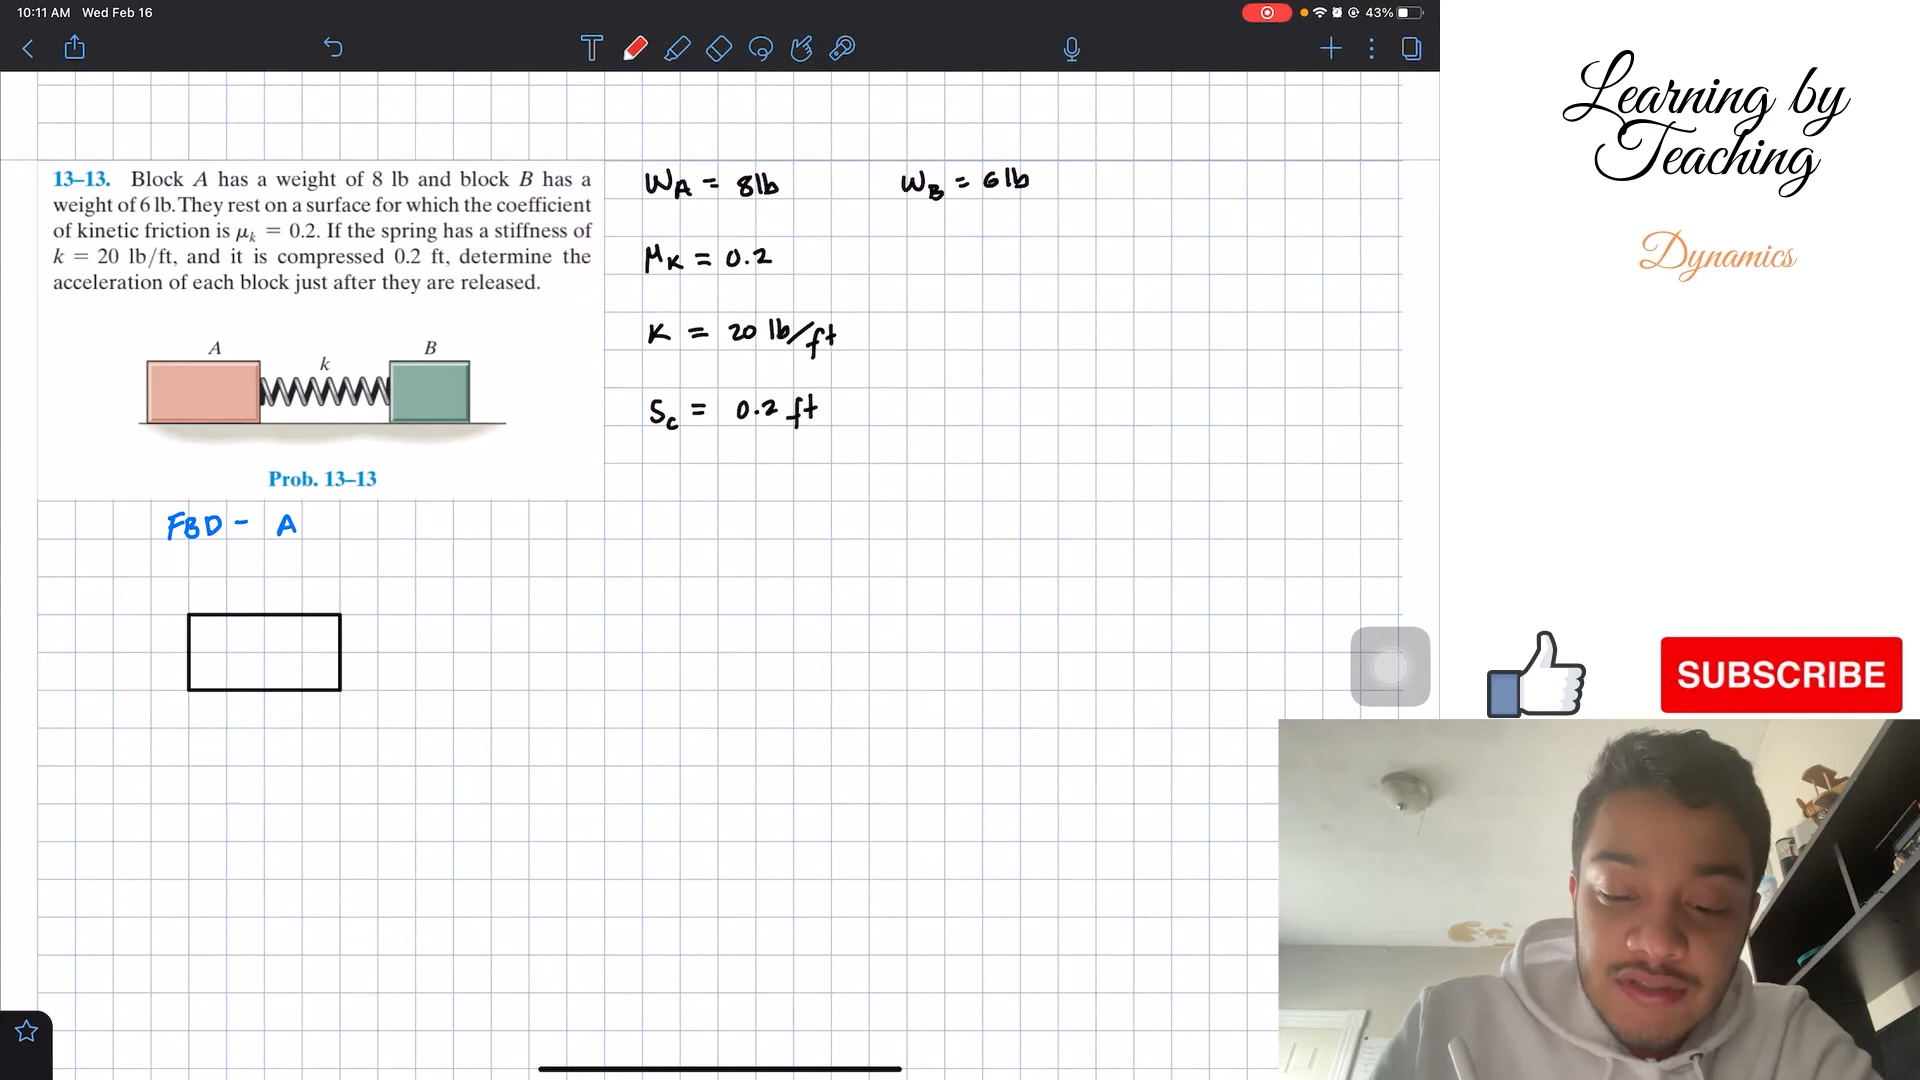 10:11 AM Wed Feb 16
43%
T
13–13. Block A has a weight of 8 lb and block B has a
weight of 6 lb. They rest on a surface for which the coefficient
of kinetic friction is μk = 0.2. If the spring has a stiffness of
k = 20 lb/ft, and it is compressed 0.2 ft, determine the
acceleration of each block just after they are released.
A
k
B
Prob. 13–13
WA = 8lb
WB = 6lb
μK = 0.2
K = 20 lb/ft
Sc = 0.2 ft
FBD - A
Learning by
Teaching
Dynamics
SUBSCRIBE